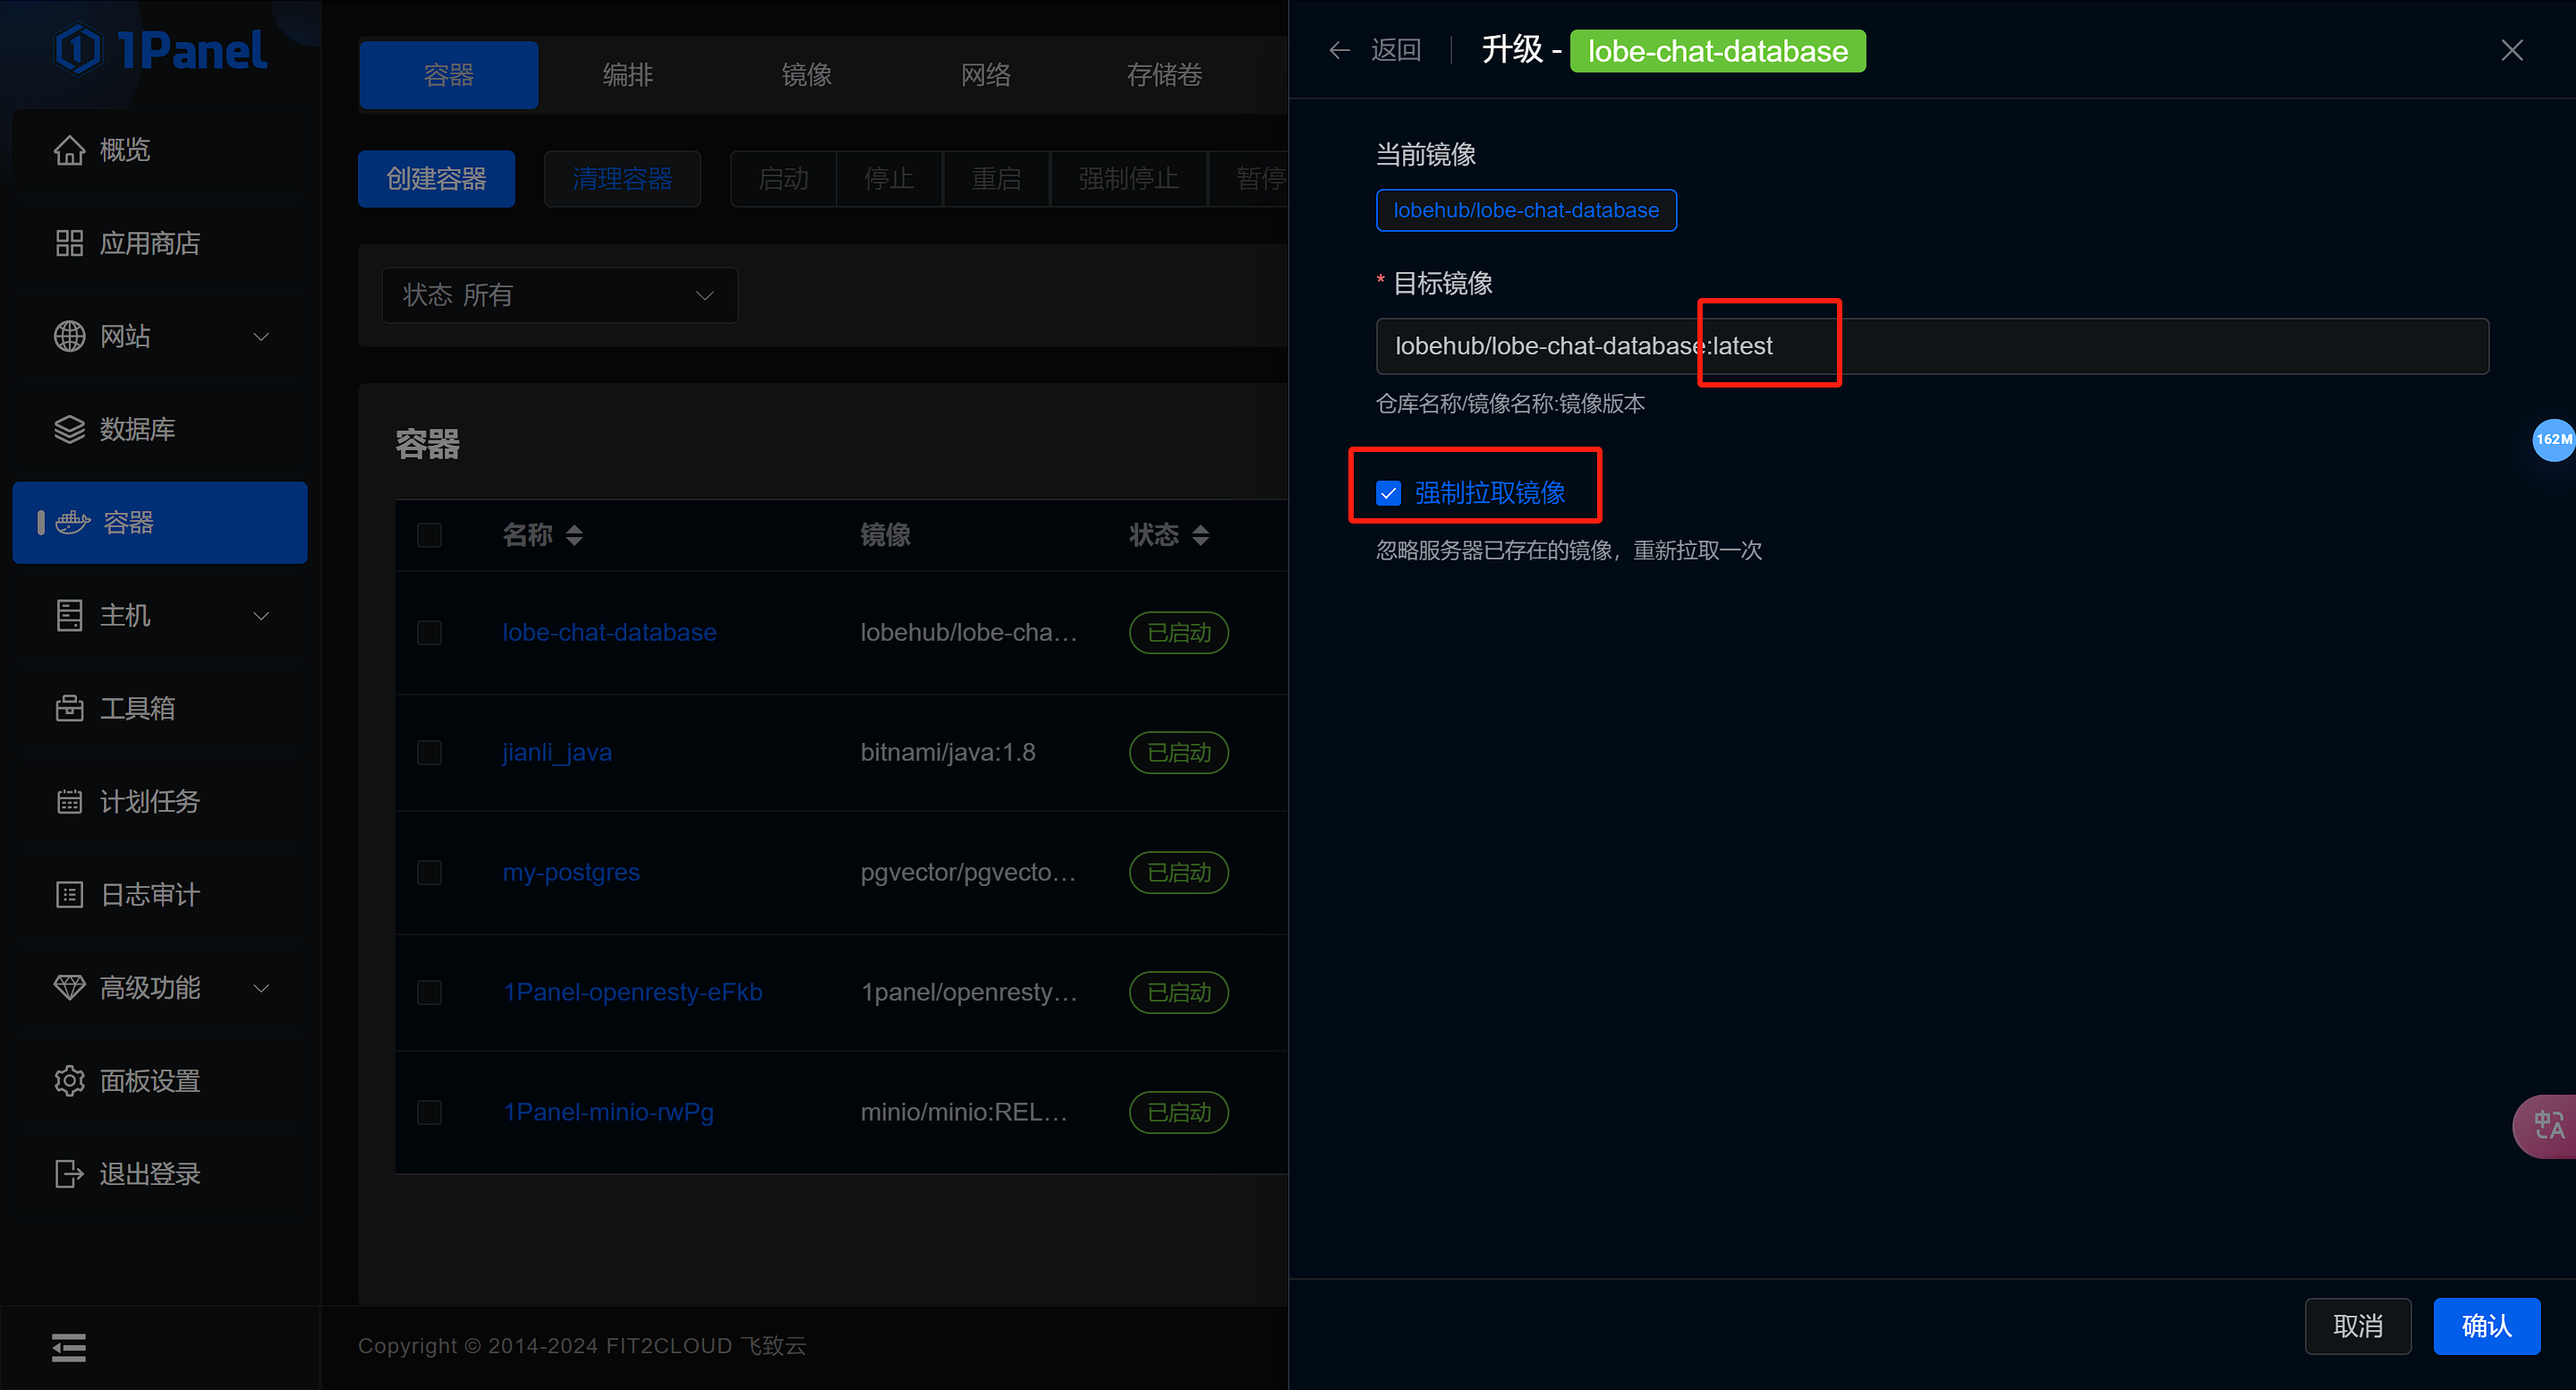 1Panel
概览
应用商店
网站
数据库
容器
主机
工具箱
计划任务
日志审计
高级功能
面板设置
退出登录
容器 编排 镜像 网络 存储卷
创建容器 清理容器 启动 停止 重启 强制停止 暂停
状态 所有
容器
名称 镜像 状态
lobe-chat-database lobehub/lobe-cha... 已启动
jianli_java bitnami/java:1.8 已启动
my-postgres pgvector/pgvecto... 已启动
1Panel-openresty-eFkb 1panel/openresty... 已启动
1Panel-minio-rwPg minio/minio:REL... 已启动
Copyright © 2014-2024 FIT2CLOUD 飞致云
返回 升级 - lobe-chat-database
当前镜像
lobehub/lobe-chat-database
* 目标镜像
lobehub/lobe-chat-database:latest
仓库名称/镜像名称:镜像版本
强制拉取镜像
忽略服务器已存在的镜像，重新拉取一次
162M
中A
取消 确认